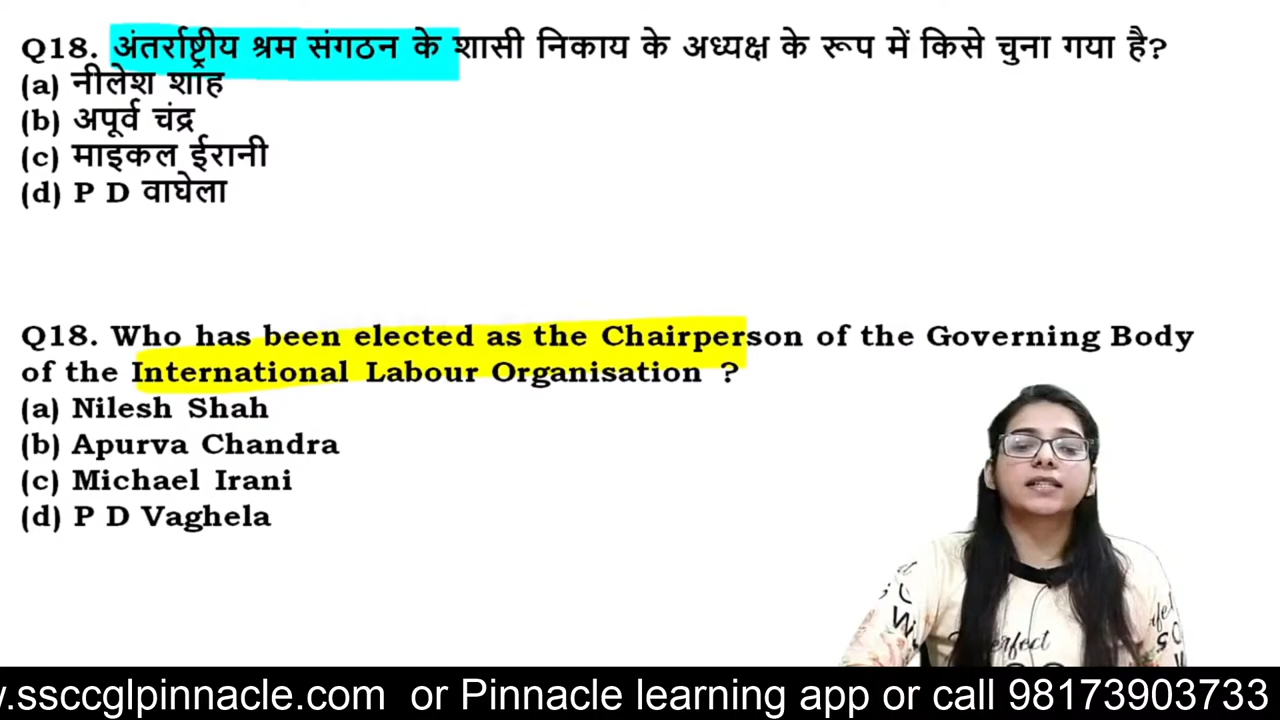 Q18. अंतर्राष्ट्रीय श्रम संगठन के शासी निकाय के अध्यक्ष के रूप में किसे चुना गया है?
(a) नीलेश शाह
(b) अपूर्व चंद्र
(c) माइकल ईरानी
(d) P D वाघेला
Q18. Who has been elected as the Chairperson of the Governing Body
of the International Labour Organisation ?
(a) Nilesh Shah
(b) Apurva Chandra
(c) Michael Irani
(d) P D Vaghela
.ssccglpinnacle.com or Pinnacle learning app or call 98173903733